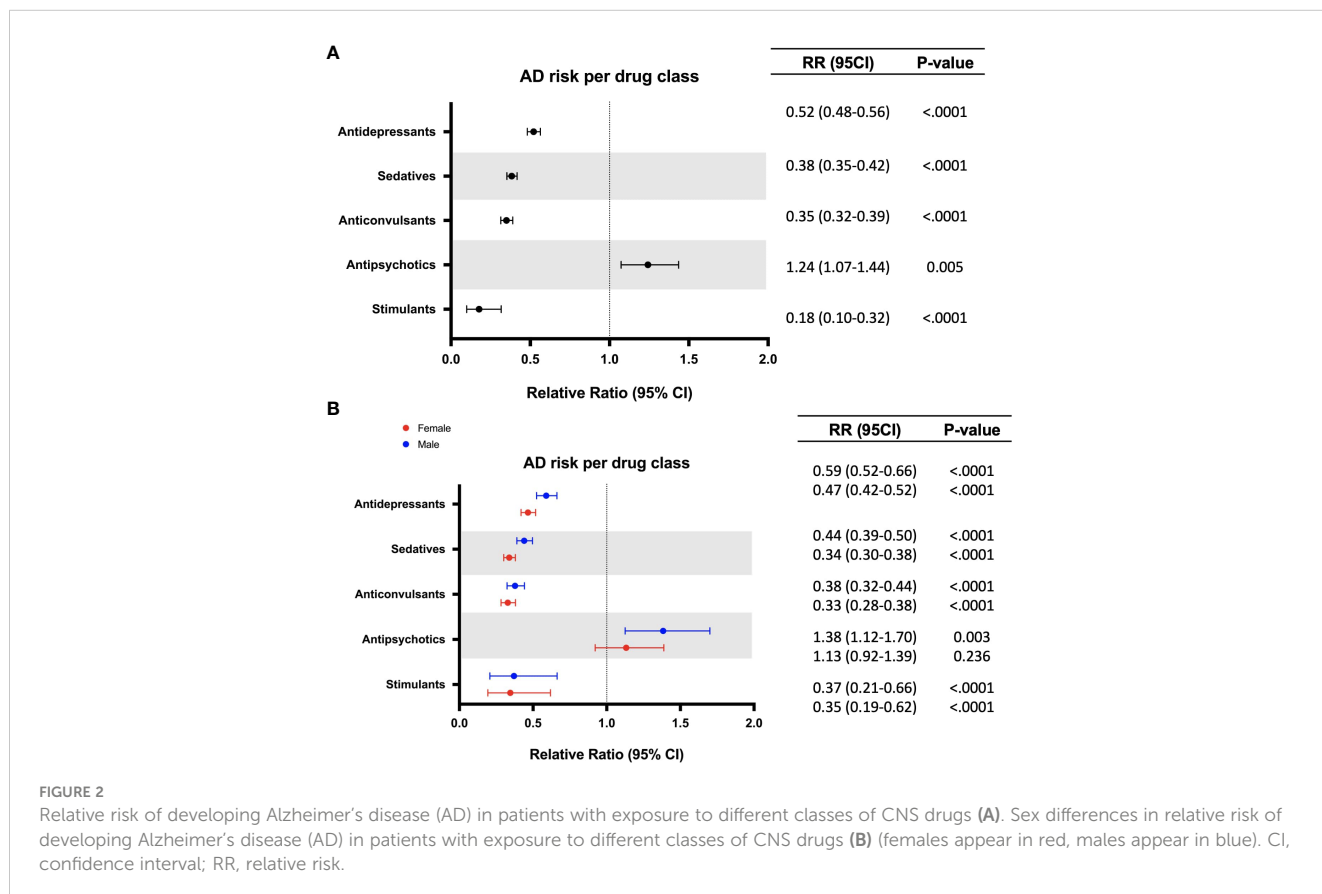 A
AD risk per drug class
RR (95CI) P-value
Antidepressants 0.52 (0.48-0.56) <.0001
Sedatives 0.38 (0.35-0.42) <.0001
Anticonvulsants 0.35 (0.32-0.39) <.0001
Antipsychotics 1.24 (1.07-1.44) 0.005
Stimulants 0.18 (0.10-0.32) <.0001
0.0 0.5 1.0 1.5 2.0
Relative Ratio (95% CI)
B
Female
Male
AD risk per drug class
RR (95CI) P-value
Antidepressants
0.59 (0.52-0.66) <.0001
0.47 (0.42-0.52) <.0001
Sedatives
0.44 (0.39-0.50) <.0001
0.34 (0.30-0.38) <.0001
Anticonvulsants
0.38 (0.32-0.44) <.0001
0.33 (0.28-0.38) <.0001
Antipsychotics
1.38 (1.12-1.70) 0.003
1.13 (0.92-1.39) 0.236
Stimulants
0.37 (0.21-0.66) <.0001
0.35 (0.19-0.62) <.0001
0.0 0.5 1.0 1.5 2.0
Relative Ratio (95% CI)
FIGURE 2
Relative risk of developing Alzheimer's disease (AD) in patients with exposure to different classes of CNS drugs (A). Sex differences in relative risk of
developing Alzheimer's disease (AD) in patients with exposure to different classes of CNS drugs (B) (females appear in red, males appear in blue). CI,
confidence interval; RR, relative risk.